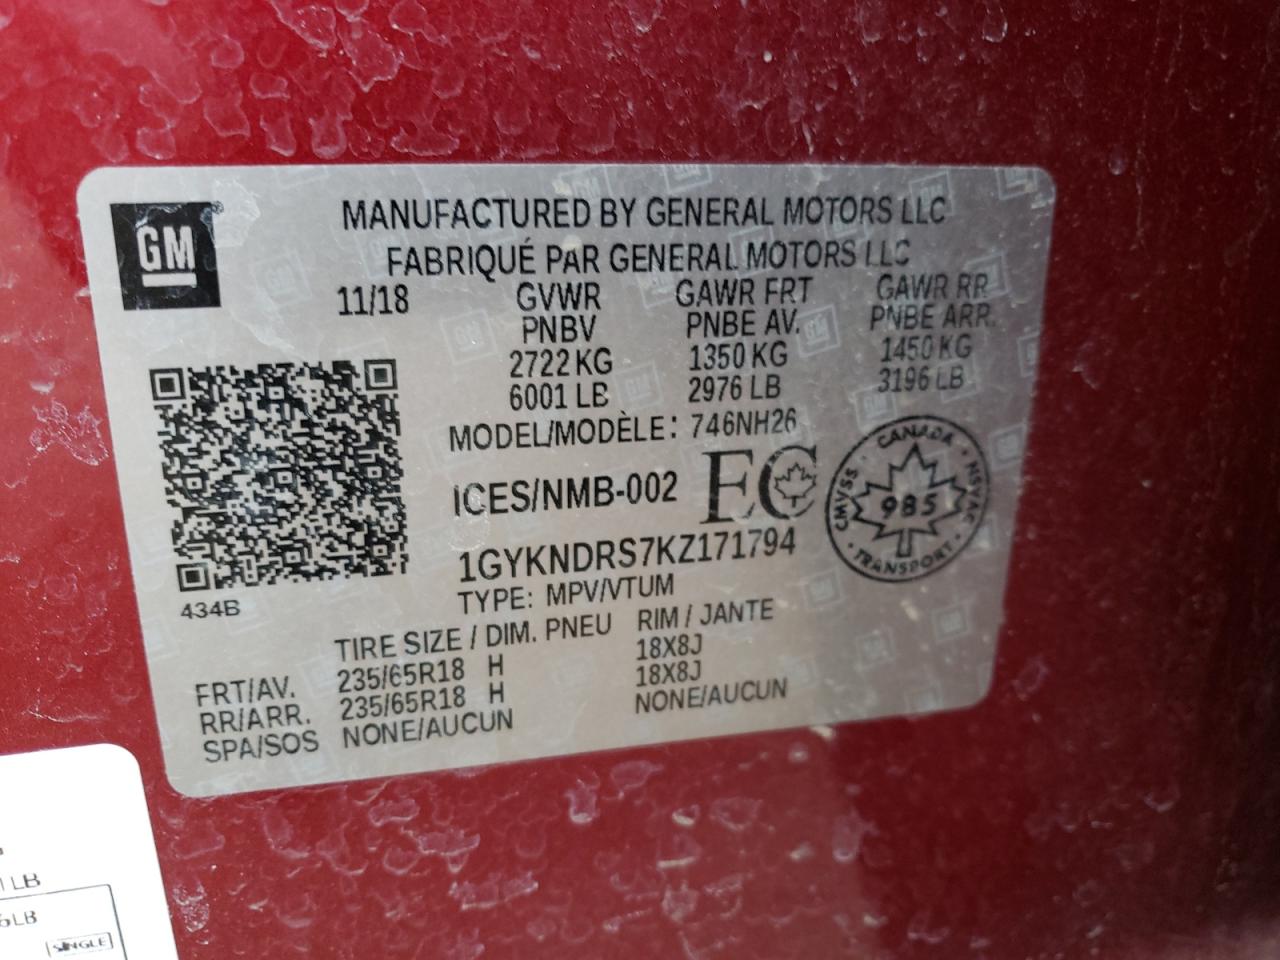 GM
MANUFACTURED BY GENERAL MOTORS LLC
FABRIQUÉ PAR GENERAL MOTORS LLC
11/18 GVWR GAWR FRT GAWR RR
PNBV PNBE AV. PNBE ARR.
2722 KG 1350 KG 1450 KG
6001 LB 2976 LB 3196 LB
MODEL/MODÈLE: 746NH26
ICES/NMB-002 EC
CANADA
CMVSS 985 NSVAC
TRANSPORT
1GYKNDRS7KZ171794
434B TYPE: MPV/VTUM
TIRE SIZE / DIM. PNEU RIM / JANTE
FRT/AV. 235/65R18 H 18X8J
RR/ARR. 235/65R18 H 18X8J
SPA/SOS NONE/AUCUN NONE/AUCUN
LB
LB
SINGLE